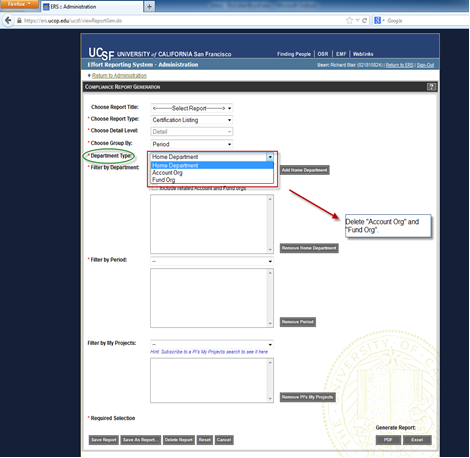 Firefox
ERS :: Administration
https://ers.ucop.edu/ucsf/viewReportGen.do
Google
UCSF UNIVERSITY of CALIFORNIA San Francisco
Finding People | OSR | EMF | Weblinks
Effort Reporting System - Administration
Return to ERS | Sign-Out
Return to Administration
COMPLIANCE REPORT GENERATION
?
Choose Report Title: <--------Select Report-------->
* Choose Report Type: Certification Listing
* Choose Detail Level: Detail
* Choose Group By: Period
* Department Type: Home Department
Home Department
Account Org
Fund Org
* Filter by Department:
Add Home Department
Include related Account and Fund orgs
Delete "Account Org" and
"Fund Org".
Remove Home Department
* Filter by Period: --
Remove Period
Filter by My Projects: --
Hint: Subscribe to a PI's My Projects search to see it here
Remove PI's My Projects
* Required Selection
Generate Report:
Save Report Save As Report... Delete Report Reset Cancel PDF Excel